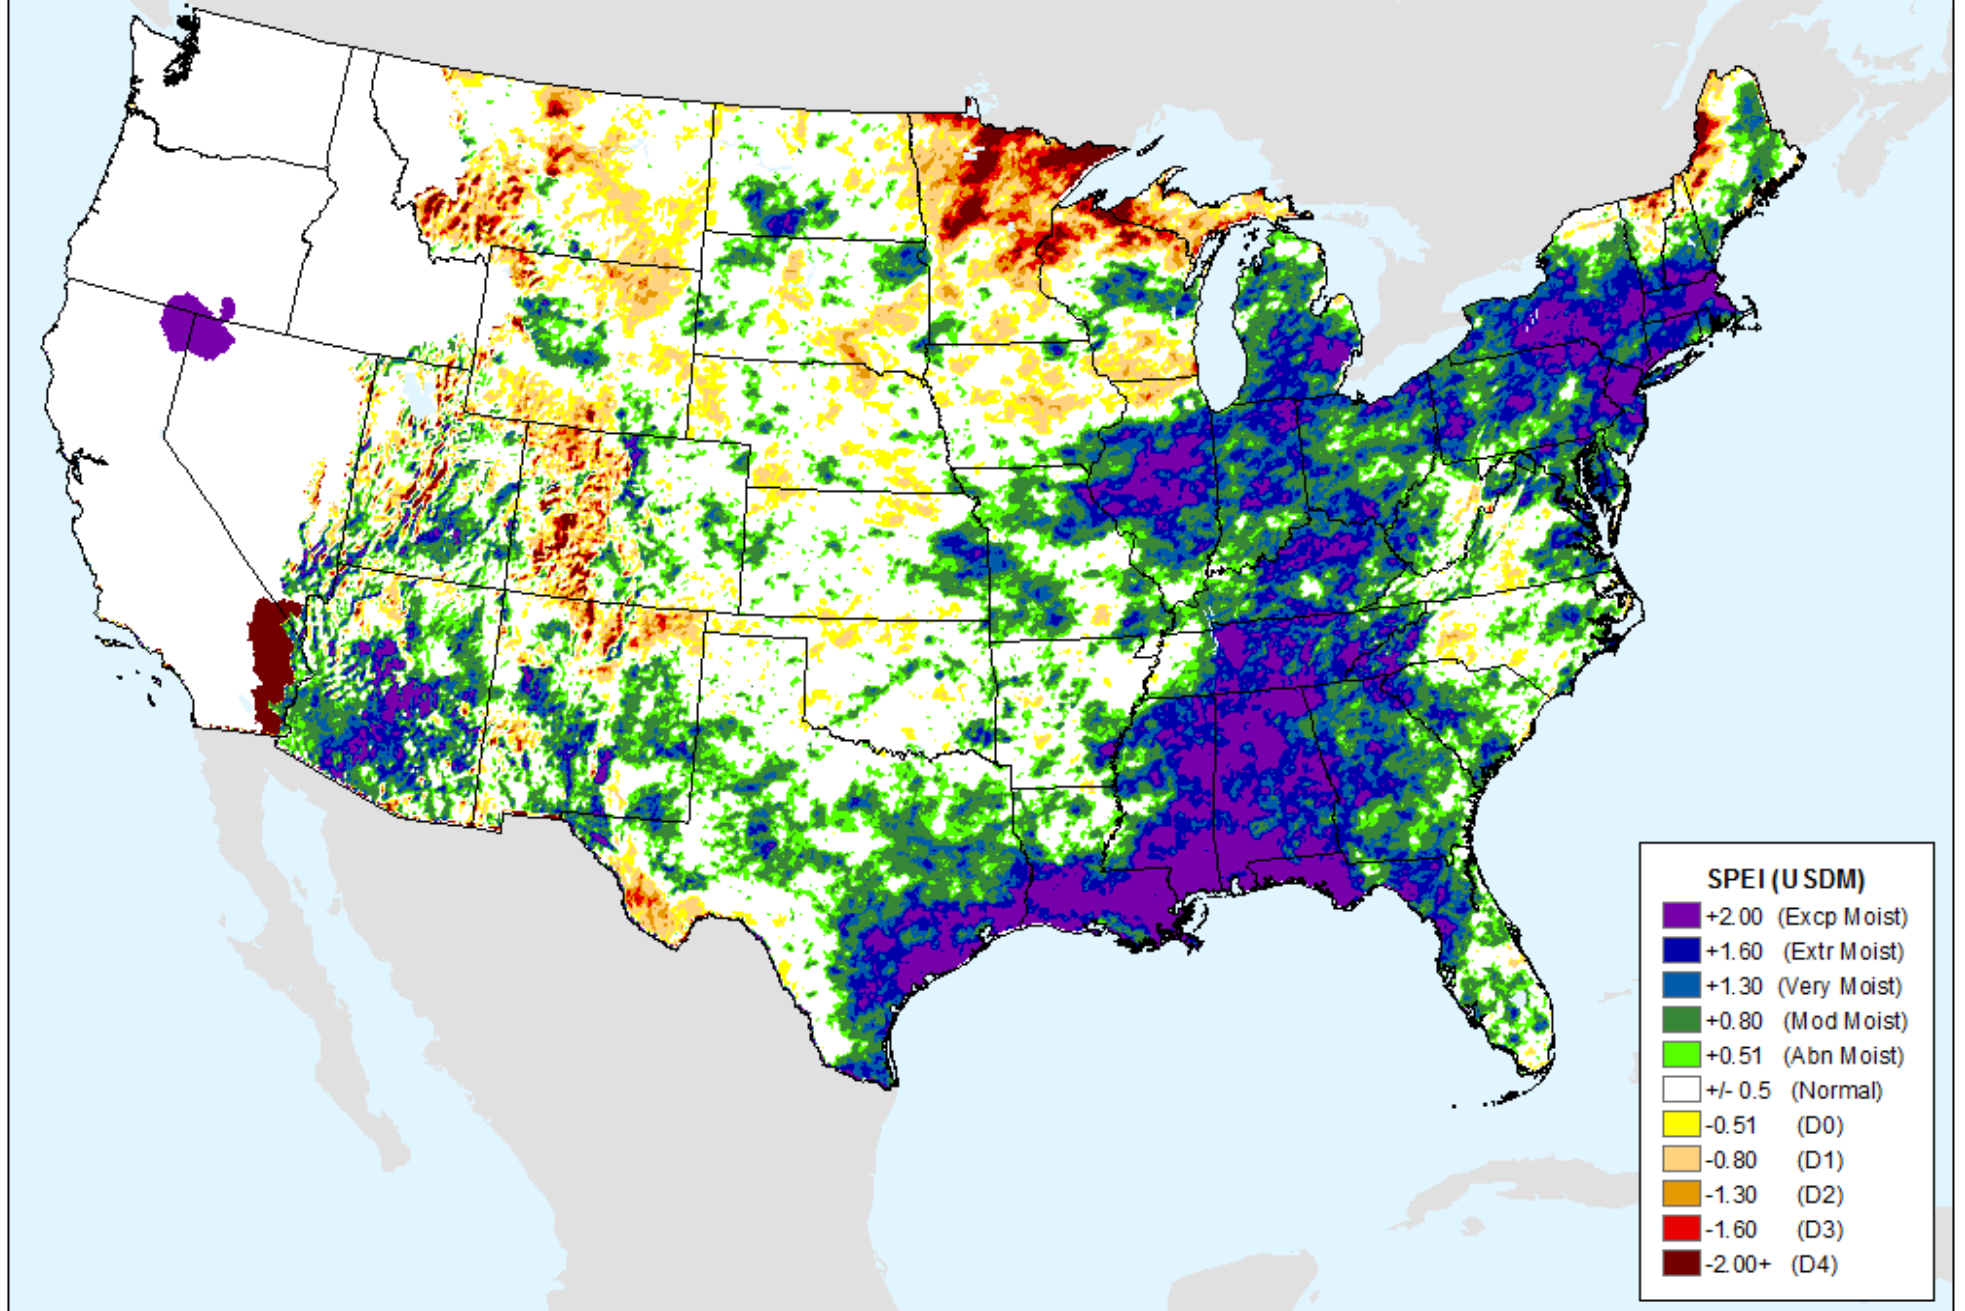 SPEI (USDM)
+2.00 (Excp Moist)
+1.60 (Extr Moist)
+1.30 (Very Moist)
+0.80 (Mod Moist)
+0.51 (Abn Moist)
+/- 0.5 (Normal)
-0.51 (D0)
-0.80 (D1)
-1.30 (D2)
-1.60 (D3)
-2.00+ (D4)